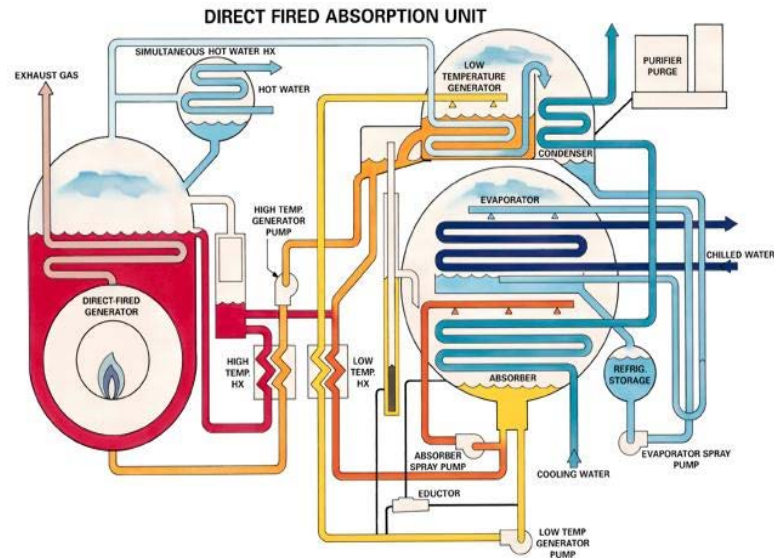 DIRECT FIRED ABSORPTION UNIT
SIMULTANEOUS HOT WATER HX
EXHAUST GAS
HOT WATER
LOW
TEMPERATURE
GENERATOR
PURIFIER
PURGE
CONDENSER
HIGH TEMP.
GENERATOR
PUMP
EVAPORATOR
CHILLED WATER
DIRECT-FIRED
GENERATOR
HIGH
TEMP.
HX
LOW
TEMP.
HX
ABSORBER
REFRIG.
STORAGE
ABSORBER
SPRAY PUMP
COOLING WATER
EVAPORATOR SPRAY
PUMP
EDUCTOR
LOW TEMP
GENERATOR
PUMP